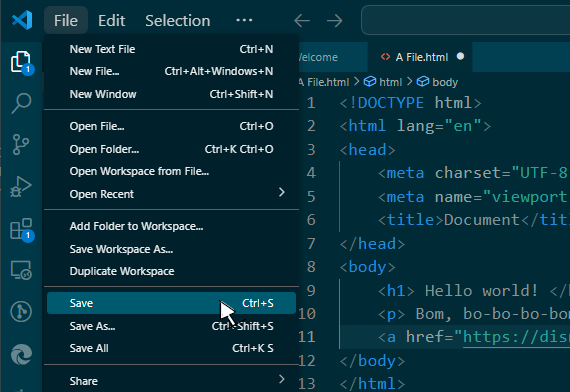 File Edit Selection ...
New Text File Ctrl+N
New File... Ctrl+Alt+Windows+N
New Window Ctrl+Shift+N
Open File... Ctrl+O
Open Folder... Ctrl+K Ctrl+O
Open Workspace from File...
Open Recent
Add Folder to Workspace...
Save Workspace As...
Duplicate Workspace
Save Ctrl+S
Save As... Ctrl+Shift+S
Save All Ctrl+K S
Share
1
1
elcome
A File.html
A File.html > html > body
1 <!DOCTYPE html>
2 <html lang="en">
3 <head>
4 <meta charset="UTF-8
5 <meta name="viewport
6 <title>Document</tit
7 </head>
8 <body>
9 <h1> Hello world! </h
10 <p> Bom, bo-bo-bo-bom
11 <a href="https://dis
12 </body>
13 </html>